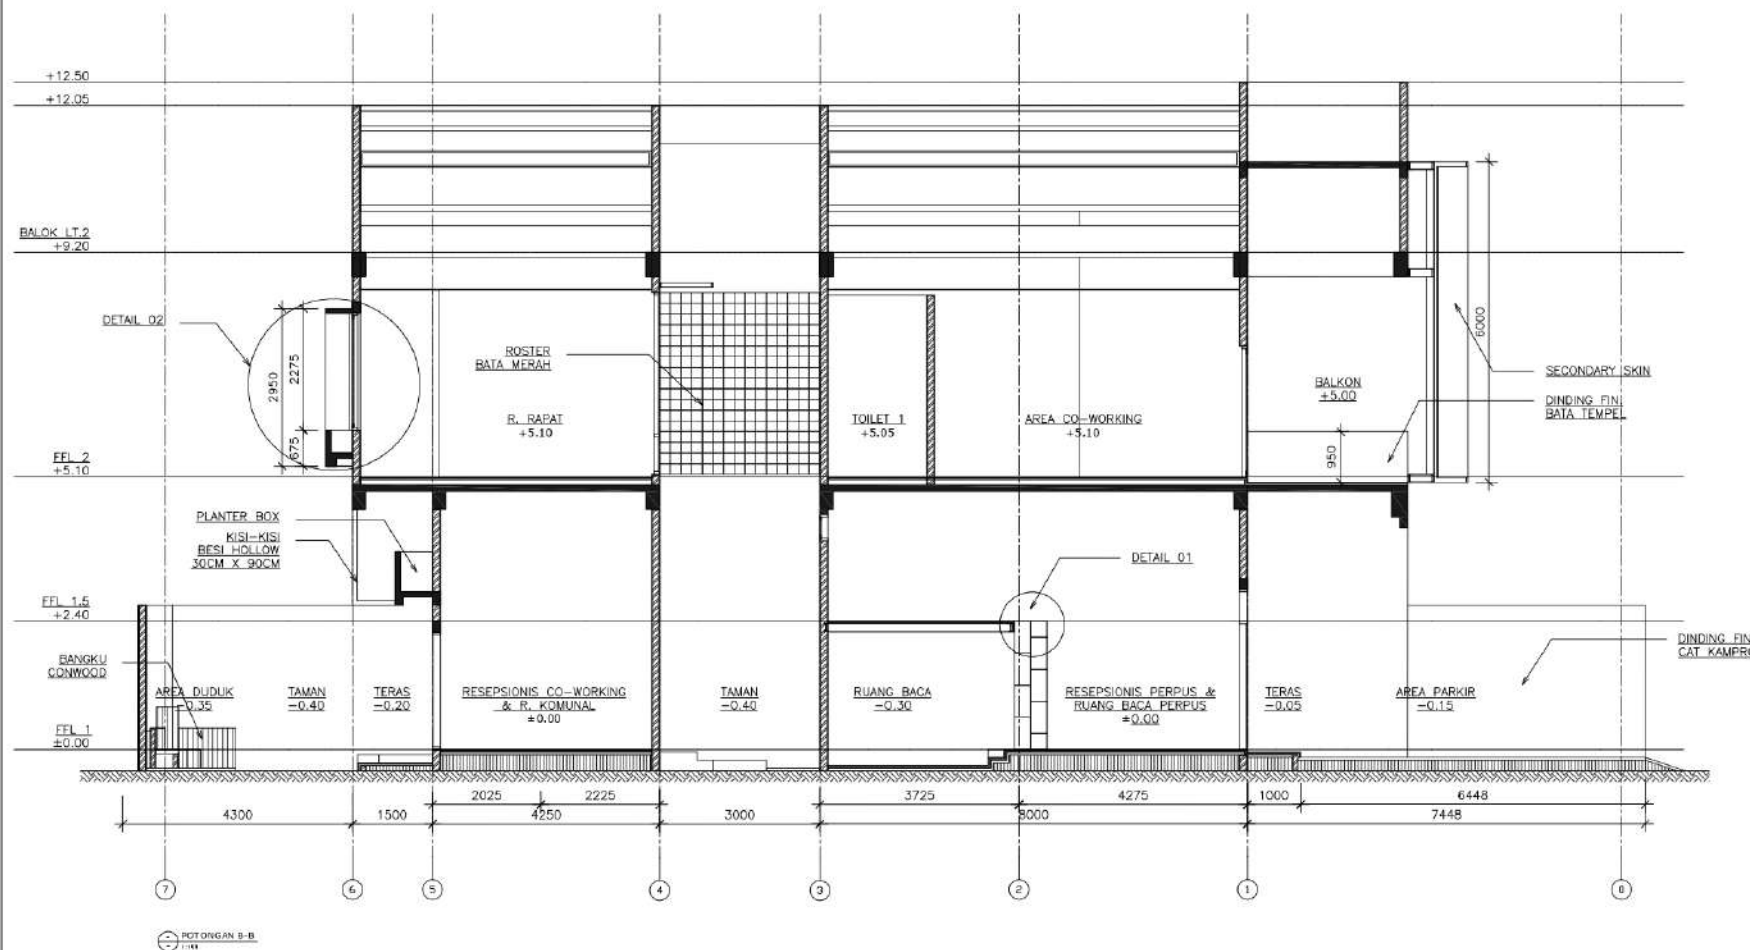 +12.50
+12.05
BALOK LT.2
+9.20
DETAIL 02
2950
2275
675
ROSTER
BATA MERAH
R. RAPAT
+5.10
TOILET 1
+5.05
AREA CO-WORKING
+5.10
BALKON
+5.00
6000
950
SECONDARY SKIN
DINDING FIN.
BATA TEMPEL
FFL 2
+5.10
PLANTER BOX
KISI-KISI
BESI HOLLOW
30CM X 90CM
DETAIL 01
FFL 1.5
+2.40
BANGKU
CONWOOD
AREA DUDUK
-0.35
TAMAN
-0.40
TERAS
-0.20
RESEPSIONIS CO-WORKING
& R. KOMUNAL
±0.00
TAMAN
-0.40
RUANG BACA
-0.30
RESEPSIONIS PERPUS &
RUANG BACA PERPUS
±0.00
TERAS
-0.05
AREA PARKIR
-0.15
DINDING FIN
CAT KAMPR
FFL 1
±0.00
2025
2225
3725
4275
1000
6448
4300
1500
4250
3000
8000
7448
7
6
5
4
3
2
1
POTONGAN B-B